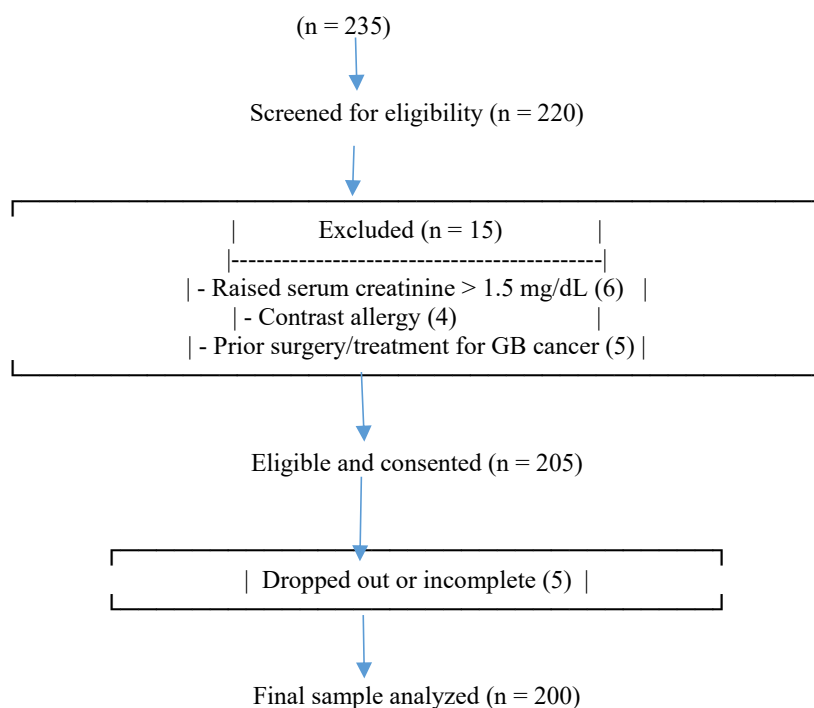 (n = 235)
Screened for eligibility (n = 220)
| Excluded (n = 15) |
|--------------------------------------------|
| - Raised serum creatinine > 1.5 mg/dL (6) |
| - Contrast allergy (4) |
| - Prior surgery/treatment for GB cancer (5) |
Eligible and consented (n = 205)
| Dropped out or incomplete (5) |
Final sample analyzed (n = 200)